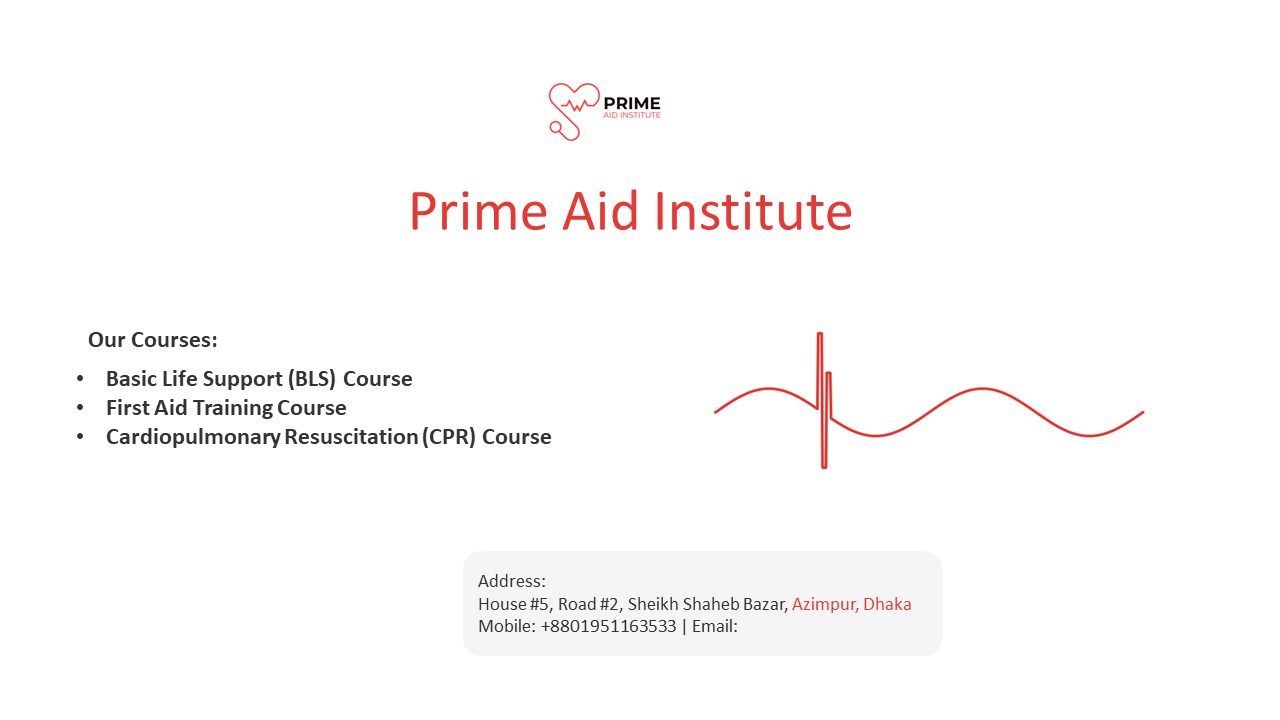 PRIME
AID INSTITUTE
Prime Aid Institute
Our Courses:
• Basic Life Support (BLS) Course
• First Aid Training Course
• Cardiopulmonary Resuscitation (CPR) Course
Address:
House #5, Road #2, Sheikh Shaheb Bazar, Azimpur, Dhaka
Mobile: +8801951163533 | Email: